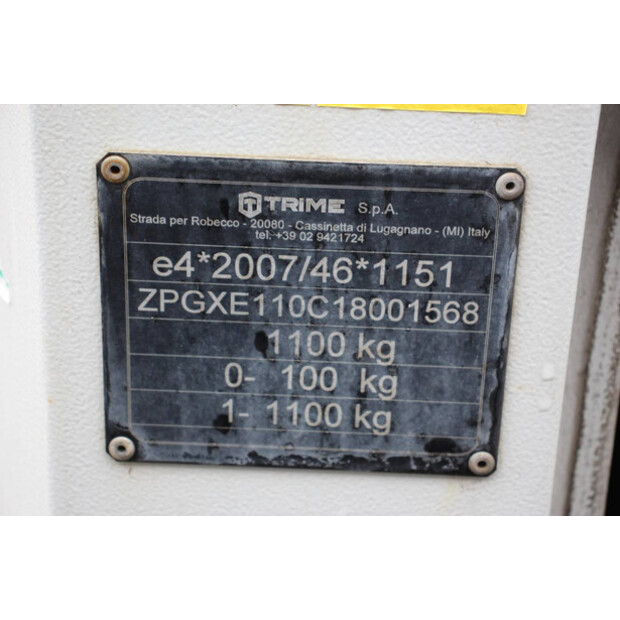 TRIME S.p.A.
Strada per Robecco - 20080 - Cassinetta di Lugagnano - (MI) Italy
tel. +39 02 9421724
e4*2007/46*1151
ZPGXE110C18001568
1100 kg
0- 100 kg
1- 1100 kg